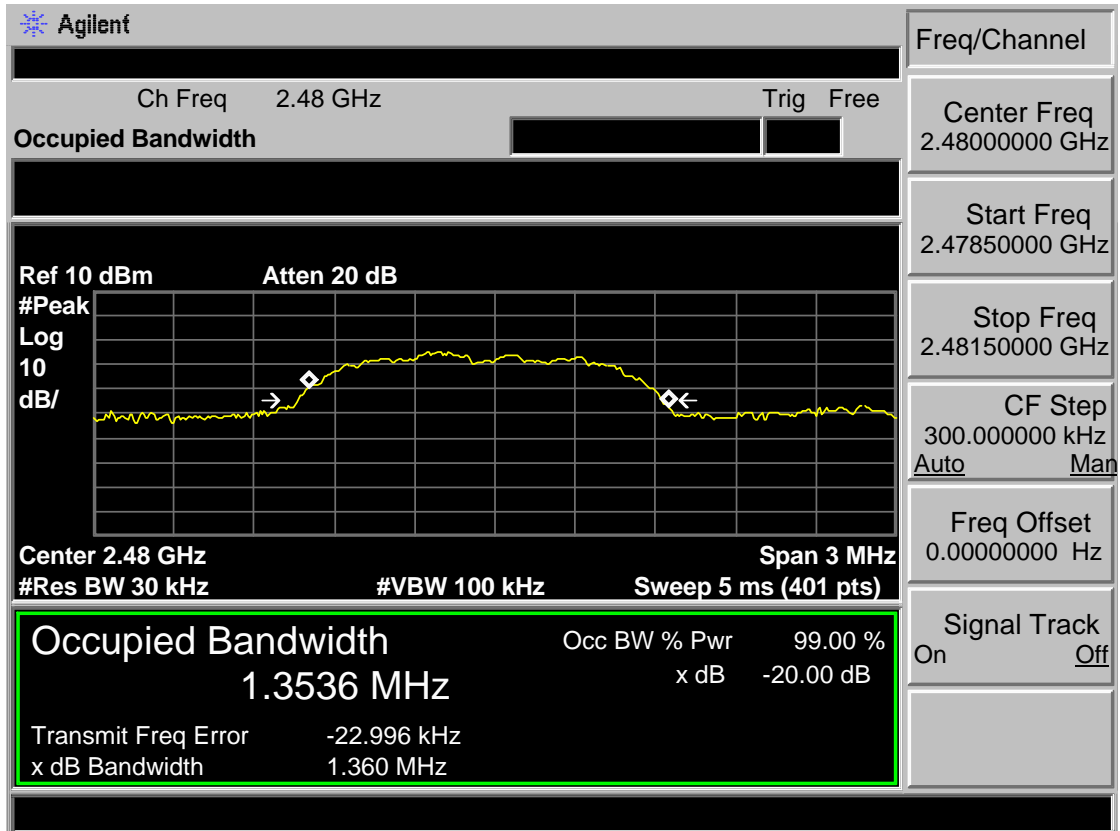 Agilent
Ch Freq 2.48 GHz Trig Free
Occupied Bandwidth
Ref 10 dBm Atten 20 dB
#Peak
Log
10
dB/
Center 2.48 GHz Span 3 MHz
#Res BW 30 kHz #VBW 100 kHz Sweep 5 ms (401 pts)
Occupied Bandwidth
1.3536 MHz
Occ BW % Pwr 99.00 %
x dB -20.00 dB
Transmit Freq Error -22.996 kHz
x dB Bandwidth 1.360 MHz
Freq/Channel
Center Freq
2.48000000 GHz
Start Freq
2.47850000 GHz
Stop Freq
2.48150000 GHz
CF Step
300.000000 kHz
Auto Man
Freq Offset
0.00000000 Hz
Signal Track
On Off